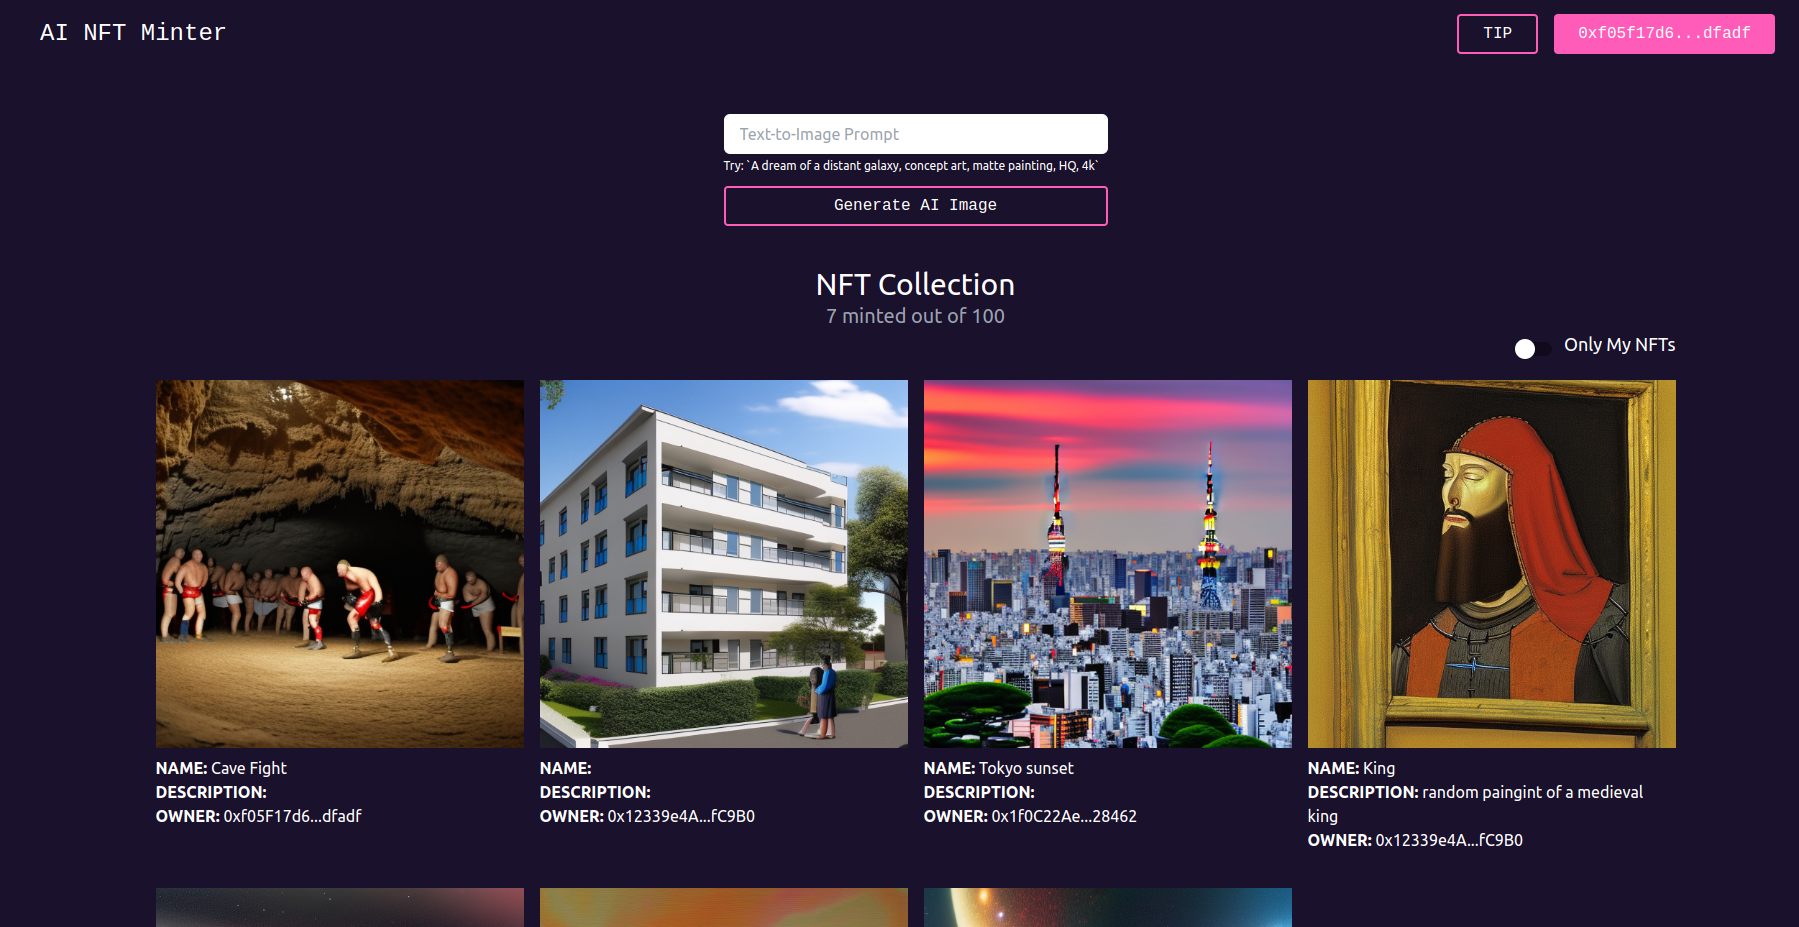 AI NFT Minter
TIP
0xf05f17d6...dfadf
Text-to-Image Prompt
Try: `A dream of a distant galaxy, concept art, matte painting, HQ, 4k`
Generate AI Image
NFT Collection
7 minted out of 100
Only My NFTs
NAME: Cave Fight
DESCRIPTION:
OWNER: 0xf05F17d6...dfadf
NAME:
DESCRIPTION:
OWNER: 0x12339e4A...fC9B0
NAME: Tokyo sunset
DESCRIPTION:
OWNER: 0x1f0C22Ae...28462
NAME: King
DESCRIPTION: random paingint of a medieval
king
OWNER: 0x12339e4A...fC9B0